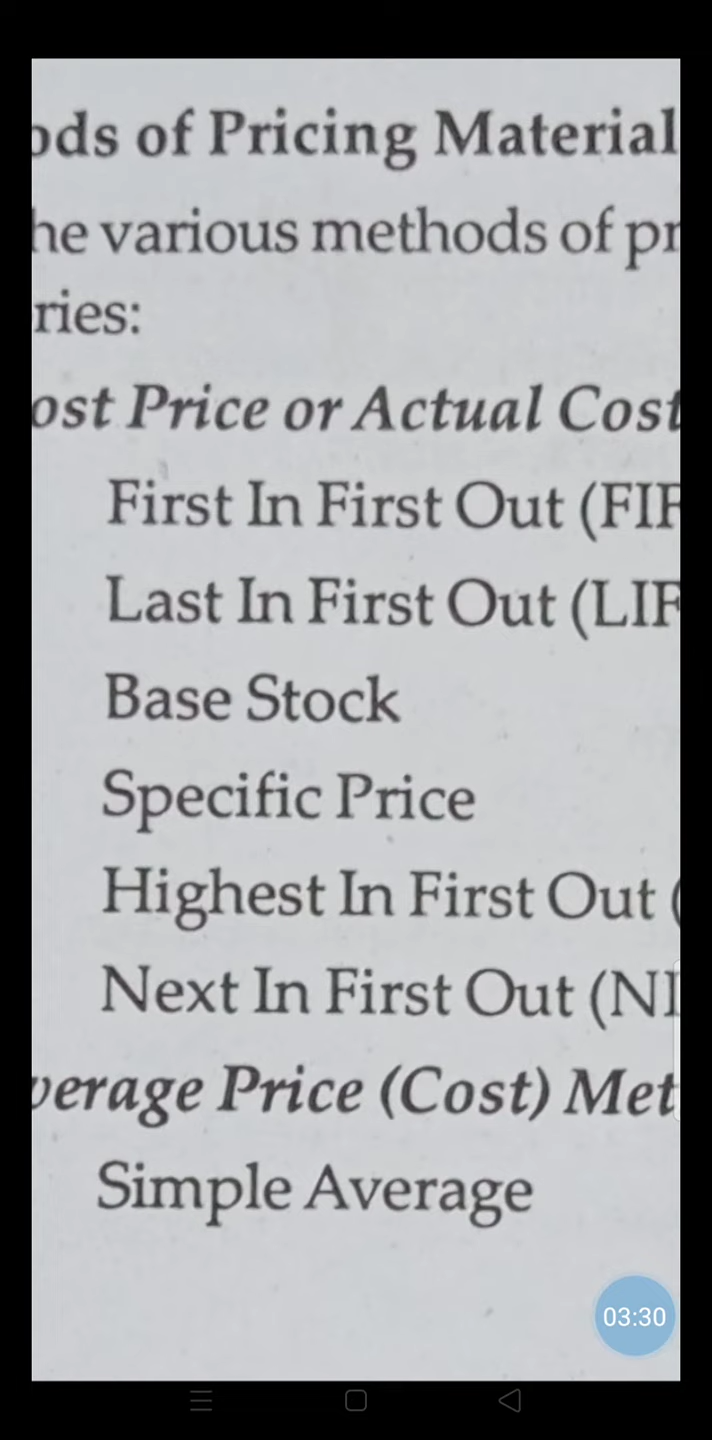 ods of Pricing Material
he various methods of pr
ries:
ost Price or Actual Cost
First In First Out (FIF
Last In First Out (LIF
Base Stock
Specific Price
Highest In First Out (
Next In First Out (NI
verage Price (Cost) Met
Simple Average
03:30